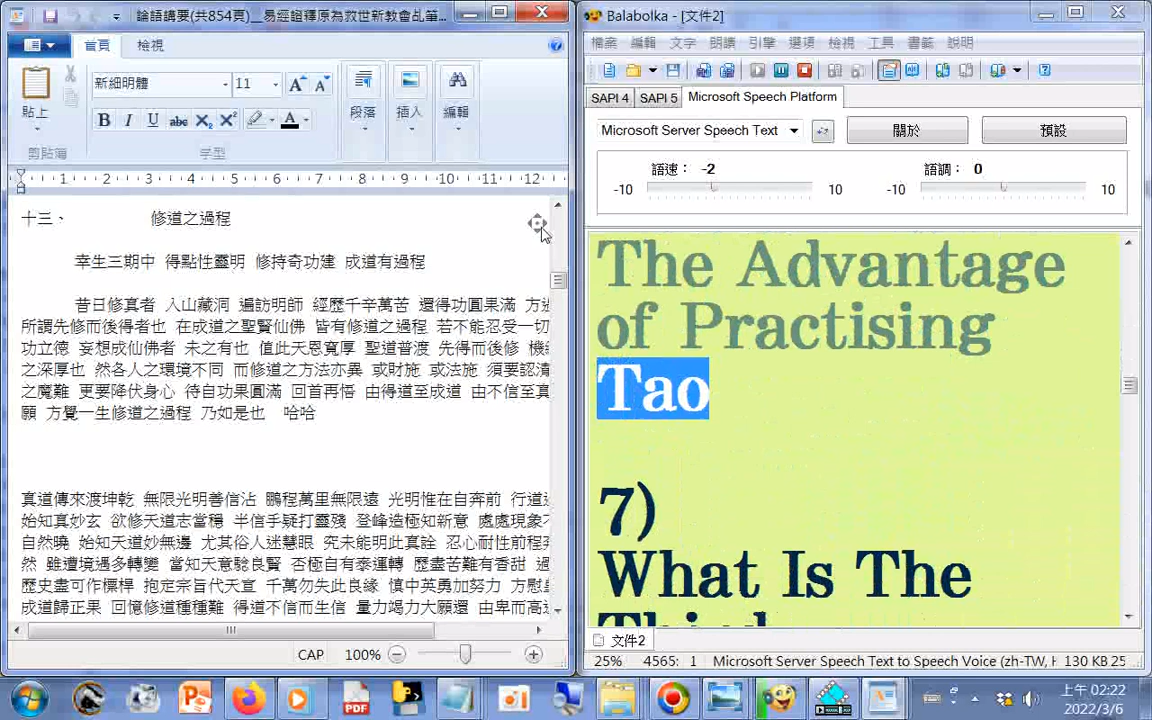 論語講要(共854頁)__易經證釋原為救世新教會乩筆...
首頁
檢視
新細明體
11
貼上
B I U abc X₂ X²
A
段落
插入
編輯
剪貼簿
字型
1 2 3 4 5 6 7 8 9 10 11 12
十三、 修道之過程
幸生三期中 得點性靈明 修持奇功建 成道有過程
昔日修真者 入山藏洞 遍訪明師 經歷千辛萬苦 還得功圓果滿 方
所謂先修而後得者也 在成道之聖賢仙佛 皆有修道之過程 若不能忍受一切
功立德 妄想成仙佛者 未之有也 值此天恩寬厚 聖道普渡 先得而後修 機
之深厚也 然各人之環境不同 而修道之方法亦異 或財施 或法施 須要認清
之魔難 更要降伏身心 待自功果圓滿 回首再悟 由得道至成道 由不信至真
願 方覺一生修道之過程 乃如是也 哈哈
真道傳來渡坤乾 無限光明善信沾 鵬程萬里無限遠 光明惟在自奔前 行道
始知真妙玄 欲修天道志當穩 半信乎疑打靈殘 登峰造極知新意 處處現象
自然曉 始知天道妙無邊 尤其俗人迷慧眼 究未能明此真詮 忍心耐性前程
然 雖遭境遇多轉變 當知天意驗良賢 否極自有泰運轉 歷盡苦難有香甜 過
歷史盡可作標桿 抱定宗旨代天宣 千萬勿失此良緣 慎中英勇加努力 方慰
成道歸正果 回憶修道種種難 得道不信而生信 量力竭力大願還 由卑而高
CAP 100%
Balabolka - [文件2]
檔案 編輯 文字 朗讀 引擎 選項 檢視 工具 書籤 說明
SAPI 4 SAPI 5 Microsoft Speech Platform
Microsoft Server Speech Text
關於
預設
語速： -2
語調： 0
-10 10 -10 10
The Advantage
of Practising
Tao
7)
What Is The
Third
文件2
25% 4565: 1 Microsoft Server Speech Text to Speech Voice (zh-TW, 130 KB
上午 02:22
2022/3/6